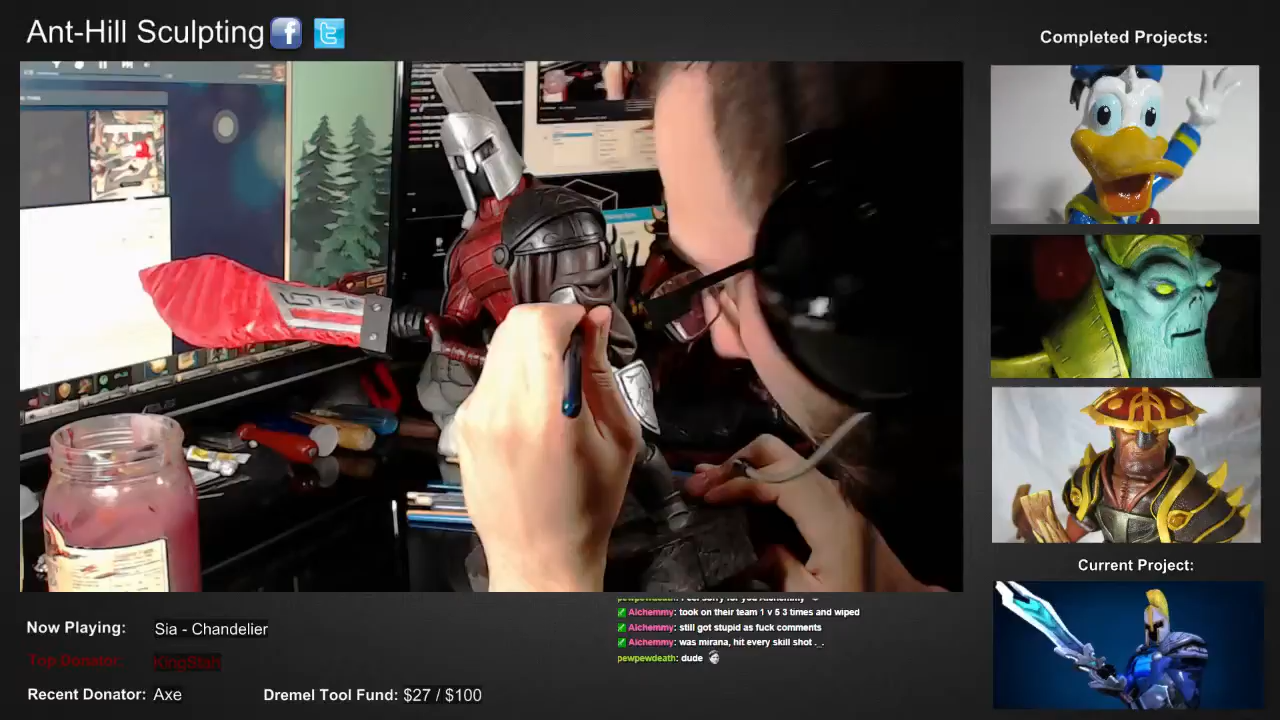 Ant-Hill Sculpting
Completed Projects:
Current Project:
Now Playing: Sia - Chandelier
Top Donator: KingStaR
Recent Donator: Axe
Dremel Tool Fund: $27 / $100
Alchemmy: took on their team 1 v 5 3 times and wiped
Alchemmy: still got stupid as fuck comments
Alchemmy: was mirana, hit every skill shot ._.
pewpewdeath: dude